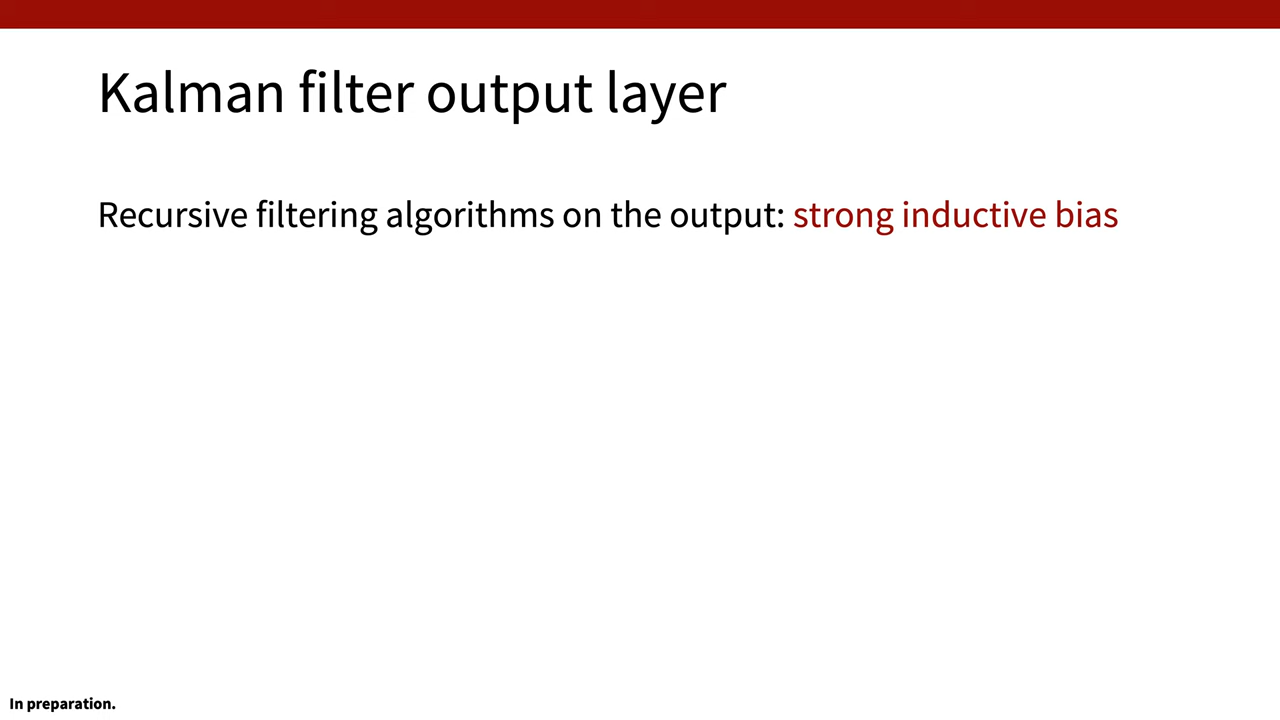 Kalman filter output layer
Recursive filtering algorithms on the output: strong inductive bias
In preparation.